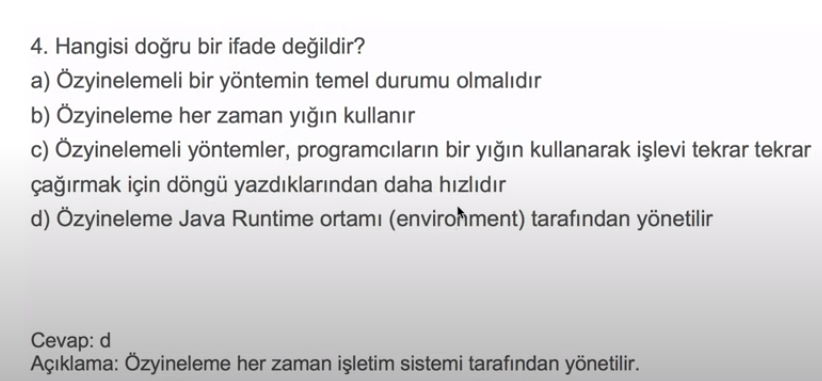 4. Hangisi doğru bir ifade değildir?
a) Özyinelemeli bir yöntemin temel durumu olmalıdır
b) Özyineleme her zaman yığın kullanır
c) Özyinelemeli yöntemler, programcıların bir yığın kullanarak işlevi tekrar tekrar
çağırmak için döngü yazdıklarından daha hızlıdır
d) Özyineleme Java Runtime ortamı (environment) tarafından yönetilir
Cevap: d
Açıklama: Özyineleme her zaman işletim sistemi tarafından yönetilir.